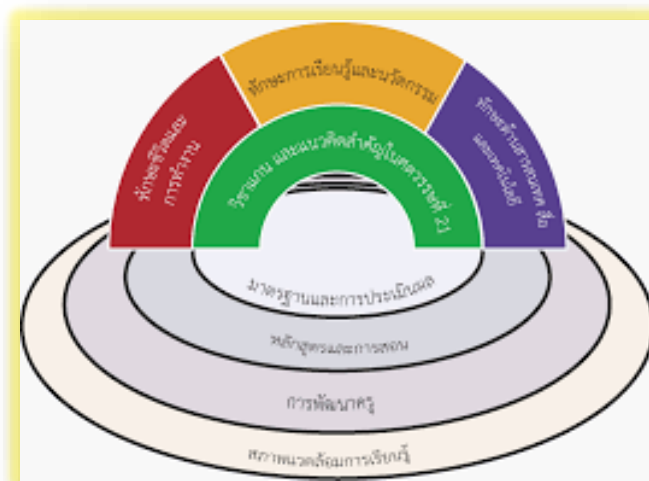 ทักษะการเรียนรู้และนวัตกรรม
ทักษะชีวิตและ
การทำงาน
ทักษะด้านสารสนเทศ สื่อ
และเทคโนโลยี
วิชาแกน และแนวคิดสำคัญในศตวรรษที่ 21
มาตรฐานและการประเมินผล
หลักสูตรและการสอน
การพัฒนาครู
สภาพแวดล้อมการเรียนรู้